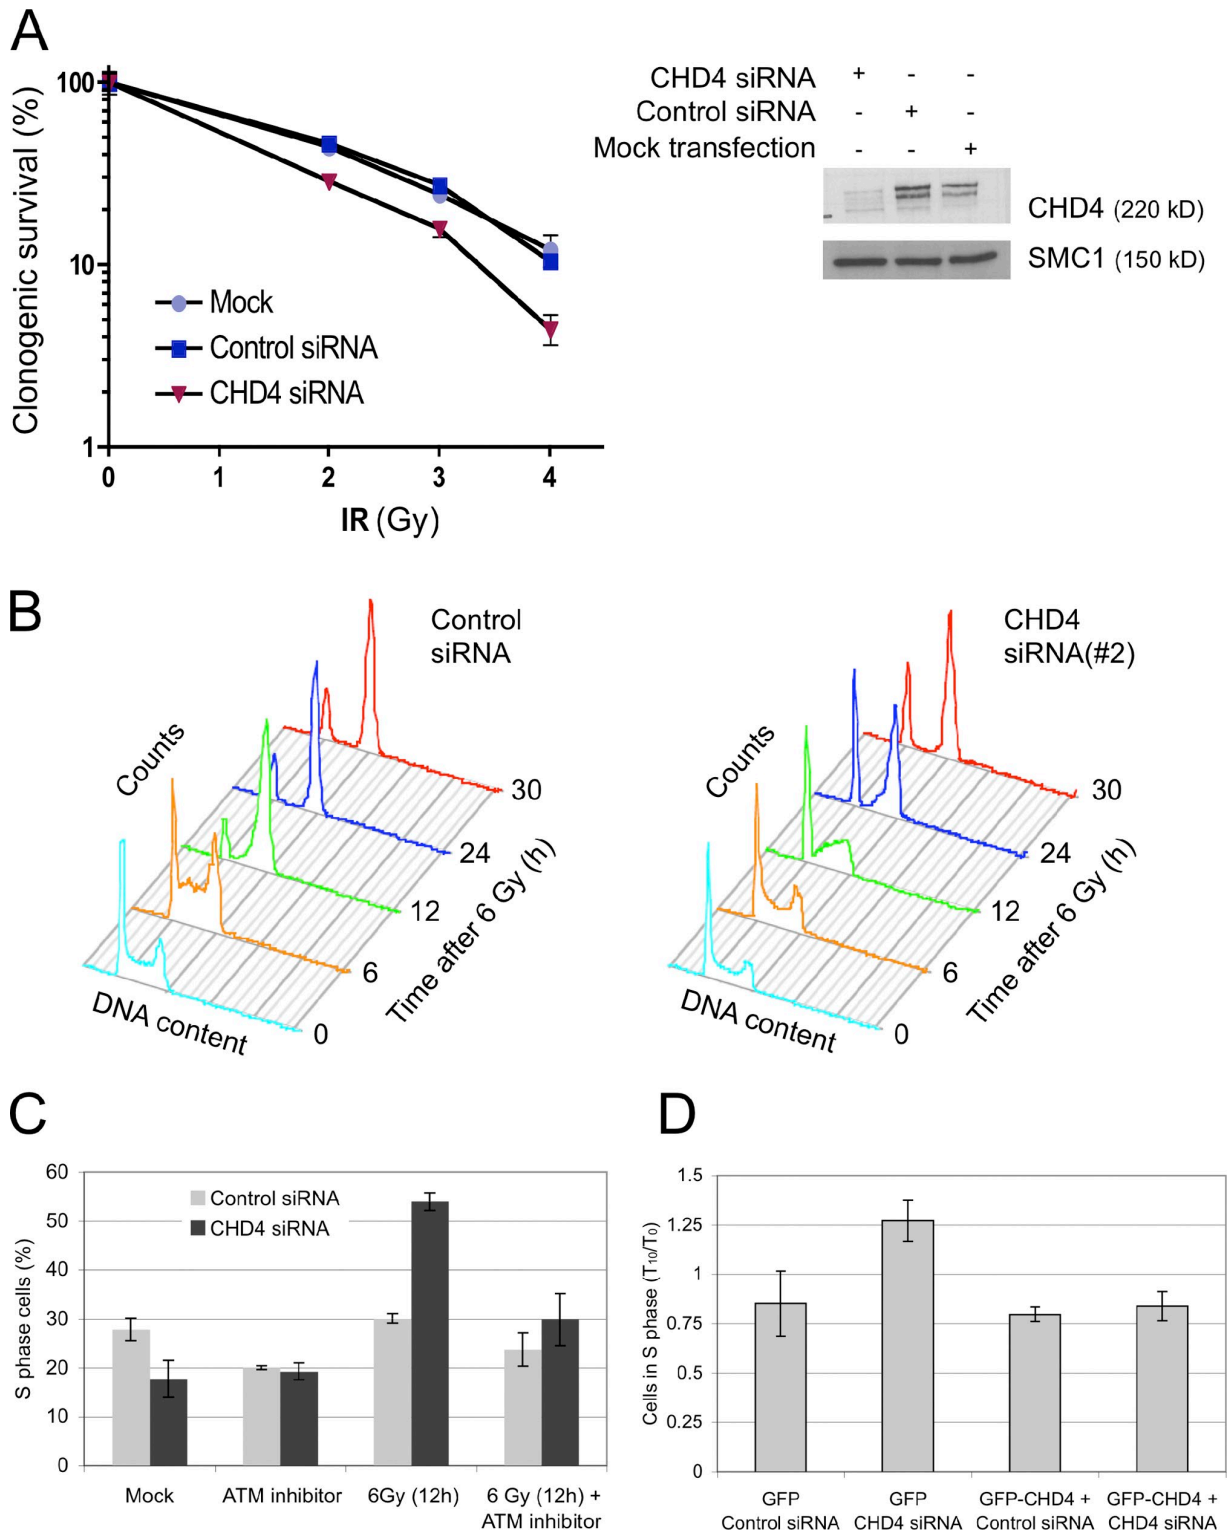 A
Clonogenic survival (%)
100
10
1
0 1 2 3 4
IR (Gy)
Mock
Control siRNA
CHD4 siRNA
CHD4 siRNA + - -
Control siRNA - + -
Mock transfection - - +
CHD4 (220 kD)
SMC1 (150 kD)
B
Control
siRNA
Counts
30
24
12
6
0
DNA content
Time after 6 Gy (h)
CHD4
siRNA(#2)
Counts
30
24
12
6
0
DNA content
Time after 6 Gy (h)
C
S phase cells (%)
60
50
40
30
20
10
0
Control siRNA
CHD4 siRNA
Mock
ATM inhibitor
6Gy (12h)
6 Gy (12h) +
ATM inhibitor
D
Cells in S phase (T10/T0)
1.5
1.25
1
0.75
0.5
0.25
0
GFP
Control siRNA
GFP
CHD4 siRNA
GFP-CHD4 +
Control siRNA
GFP-CHD4 +
CHD4 siRNA